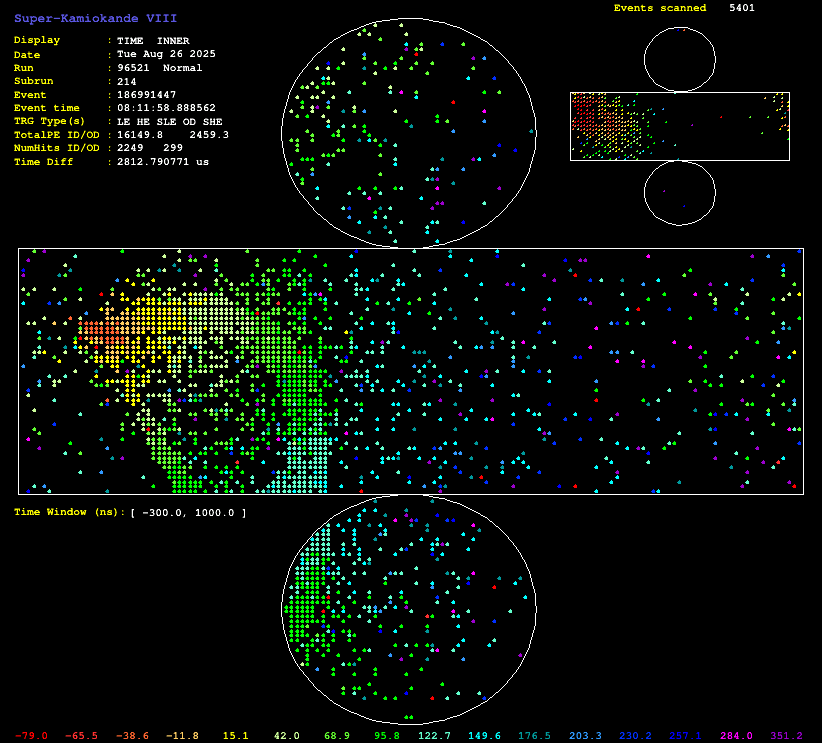 Super-Kamiokande VIII
Events scanned 5401
Display : TIME INNER
Date : Tue Aug 26 2025
Run : 96521 Normal
Subrun : 214
Event : 186991447
Event time : 08:11:58.888562
TRG Type(s) : LE HE SLE OD SHE
TotalPE ID/OD : 16149.8 2459.3
NumHits ID/OD : 2249 299
Time Diff : 2812.790771 us
Time Window (ns): [ -300.0, 1000.0 ]
-79.0 -65.5 -38.6 -11.8 15.1 42.0 68.9 95.8 122.7 149.6 176.5 203.3 230.2 257.1 284.0 351.2